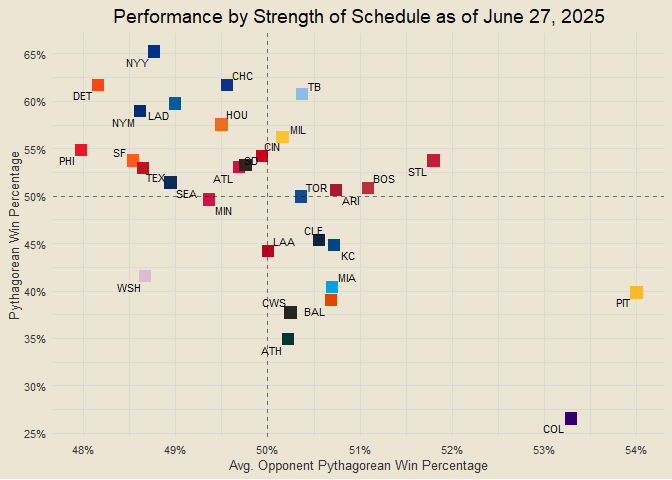 Performance by Strength of Schedule as of June 27, 2025
Pythagorean Win Percentage
65%
60%
55%
50%
45%
40%
35%
30%
25%
NYY
DET
CHC
TB
NYM
LAD
HOU
MIL
PHI
SF
TEX
ATL
SD
CIN
STL
SEA
MIN
TOR
ARI
BOS
CLE
LAA
KC
WSH
MIA
CWS
BAL
PIT
ATH
COL
48%
49%
50%
51%
52%
53%
54%
Avg. Opponent Pythagorean Win Percentage